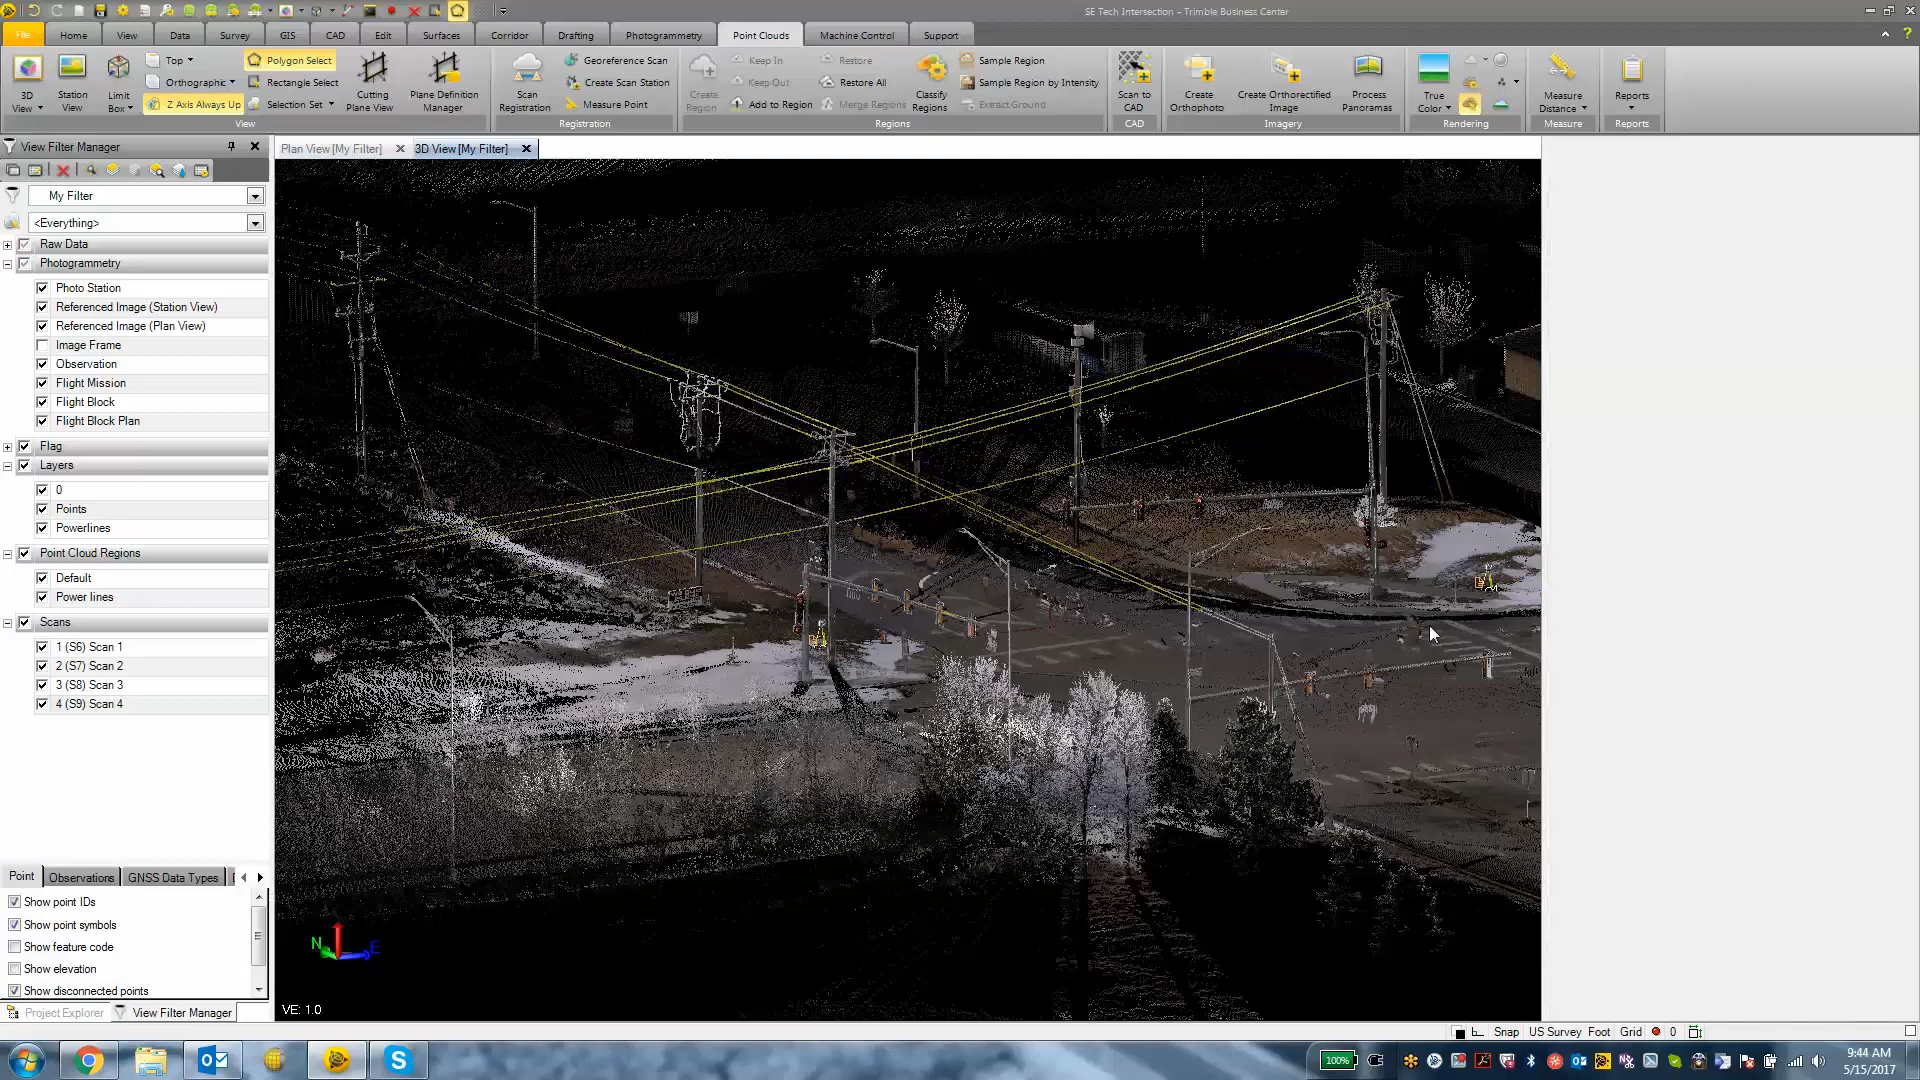 SE Tech Intersection - Trimble Business Center
File
Home
View
Data
Survey
GIS
CAD
Edit
Surfaces
Corridor
Drafting
Photogrammetry
Point Clouds
Machine Control
Support
3D View
Station View
Limit Box
Top
Orthographic
Z Axis Always Up
Polygon Select
Rectangle Select
Selection Set
Cutting Plane View
Plane Definition Manager
View
Scan Registration
Georeference Scan
Create Scan Station
Measure Point
Registration
Create Region
Keep In
Keep Out
Add to Region
Restore
Restore All
Merge Regions
Classify Regions
Sample Region
Sample Region by Intensity
Extract Ground
Regions
Scan to CAD
CAD
Create Orthophoto
Create Orthorectified Image
Process Panoramas
Imagery
True Color
Rendering
Measure Distance
Measure
Reports
Reports
View Filter Manager
Plan View[My Filter]
3D View[My Filter]
My Filter
<Everything>
Raw Data
Photogrammetry
Photo Station
Referenced Image (Station View)
Referenced Image (Plan View)
Image Frame
Observation
Flight Mission
Flight Block
Flight Block Plan
Flag
Layers
0
Points
Powerlines
Point Cloud Regions
Default
Power lines
Scans
1 (S6) Scan 1
2 (S7) Scan 2
3 (S8) Scan 3
4 (S9) Scan 4
Point
Observations
GNSS Data Types
Show point IDs
Show point symbols
Show feature code
Show elevation
Show disconnected points
Project Explorer
View Filter Manager
N
E
VE: 1.0
Snap
US Survey Foot
Grid
0
100%
9:44 AM
5/15/2017